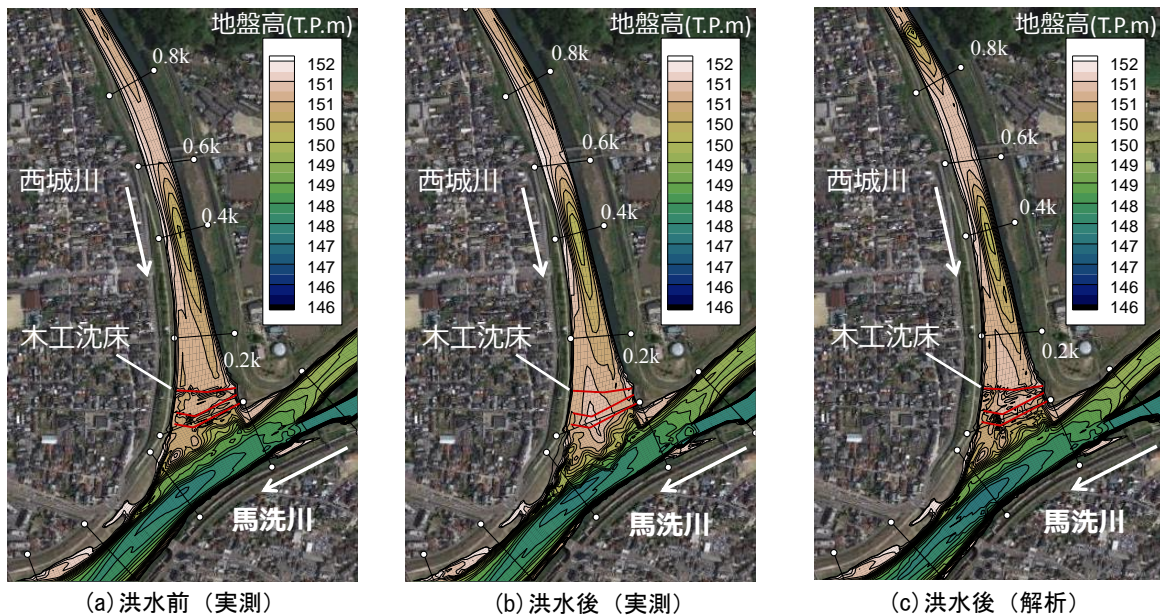 地盤高(T.P.m)
152
151
151
150
150
149
149
148
148
147
147
146
146
0.8k
0.6k
西城川
0.4k
木工沈床
0.2k
馬洗川
(a) 洪水前（実測）
地盤高(T.P.m)
152
151
151
150
150
149
149
148
148
147
147
146
146
0.8k
0.6k
西城川
0.4k
木工沈床
0.2k
馬洗川
(b) 洪水後（実測）
地盤高(T.P.m)
152
151
151
150
150
149
149
148
148
147
147
146
146
0.8k
0.6k
西城川
0.4k
木工沈床
0.2k
馬洗川
(c) 洪水後（解析）